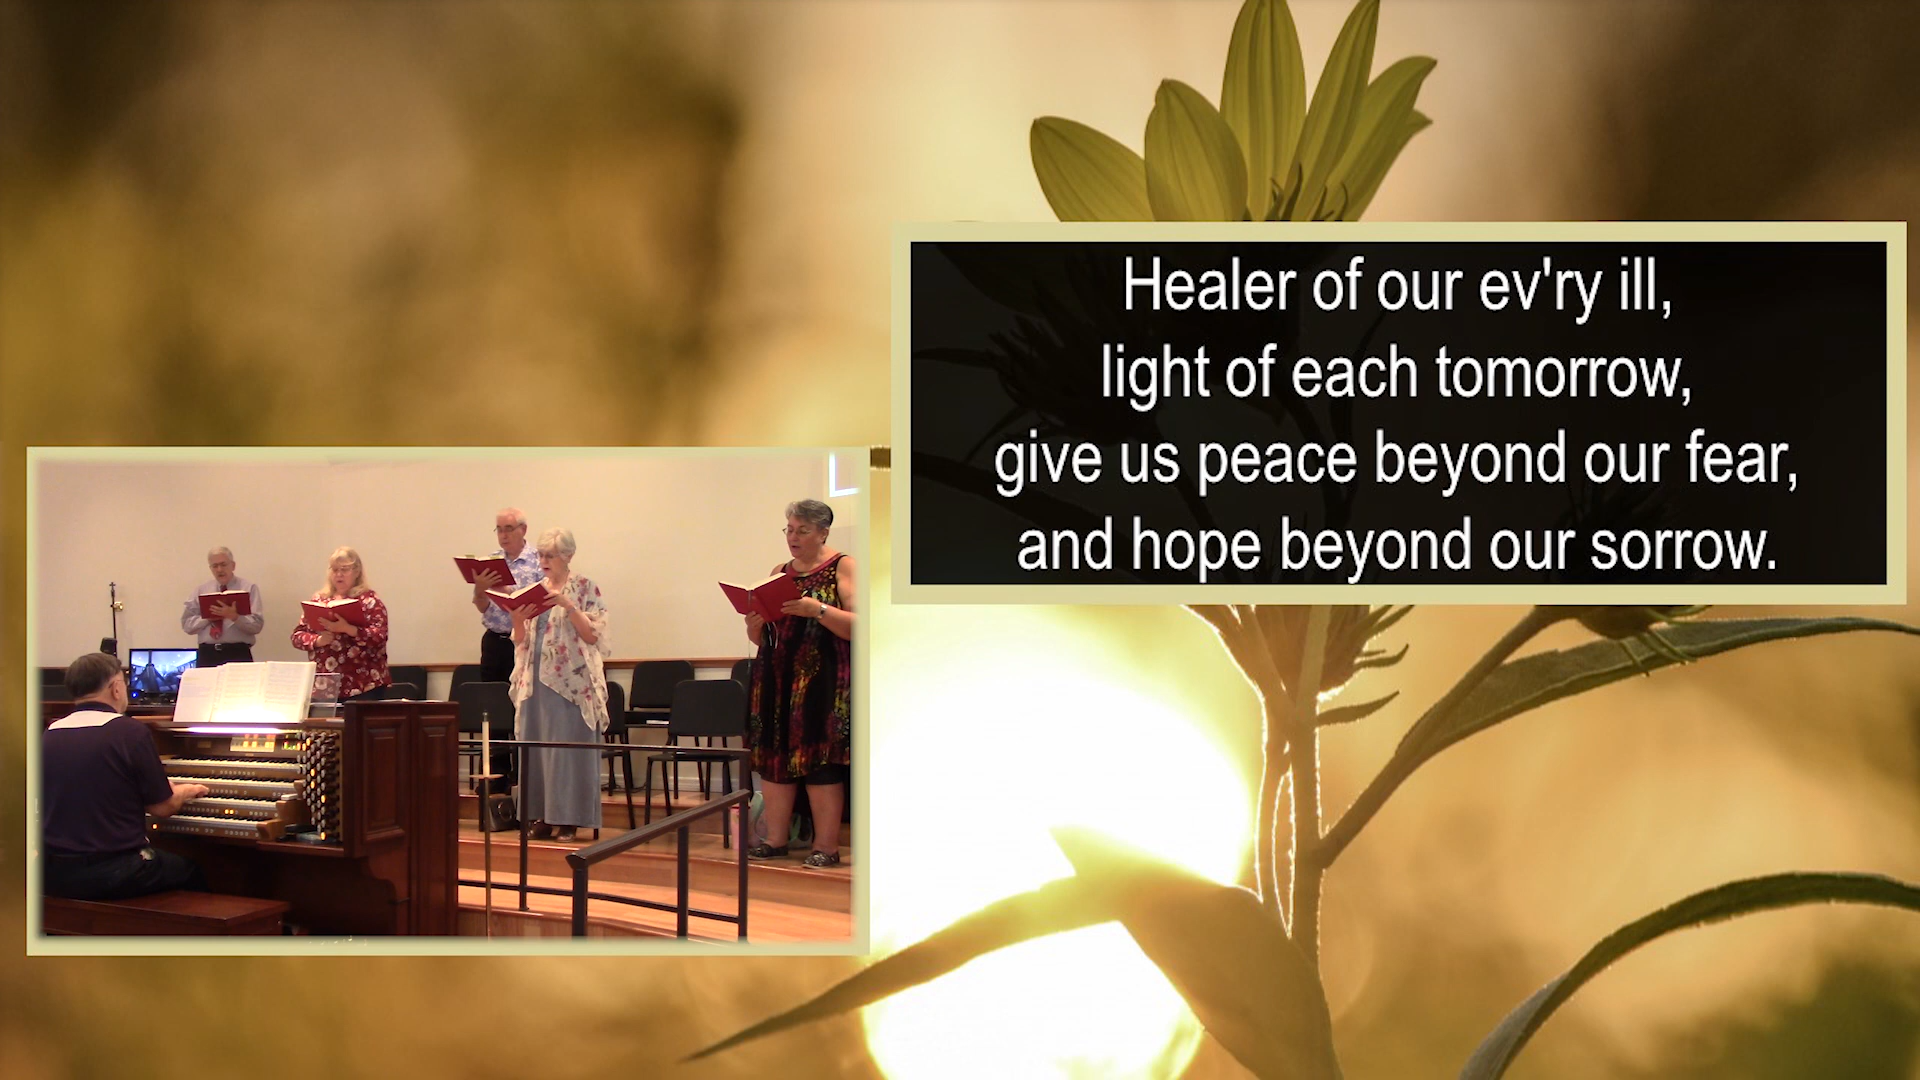 Healer of our ev'ry ill,
light of each tomorrow,
give us peace beyond our fear,
and hope beyond our sorrow.